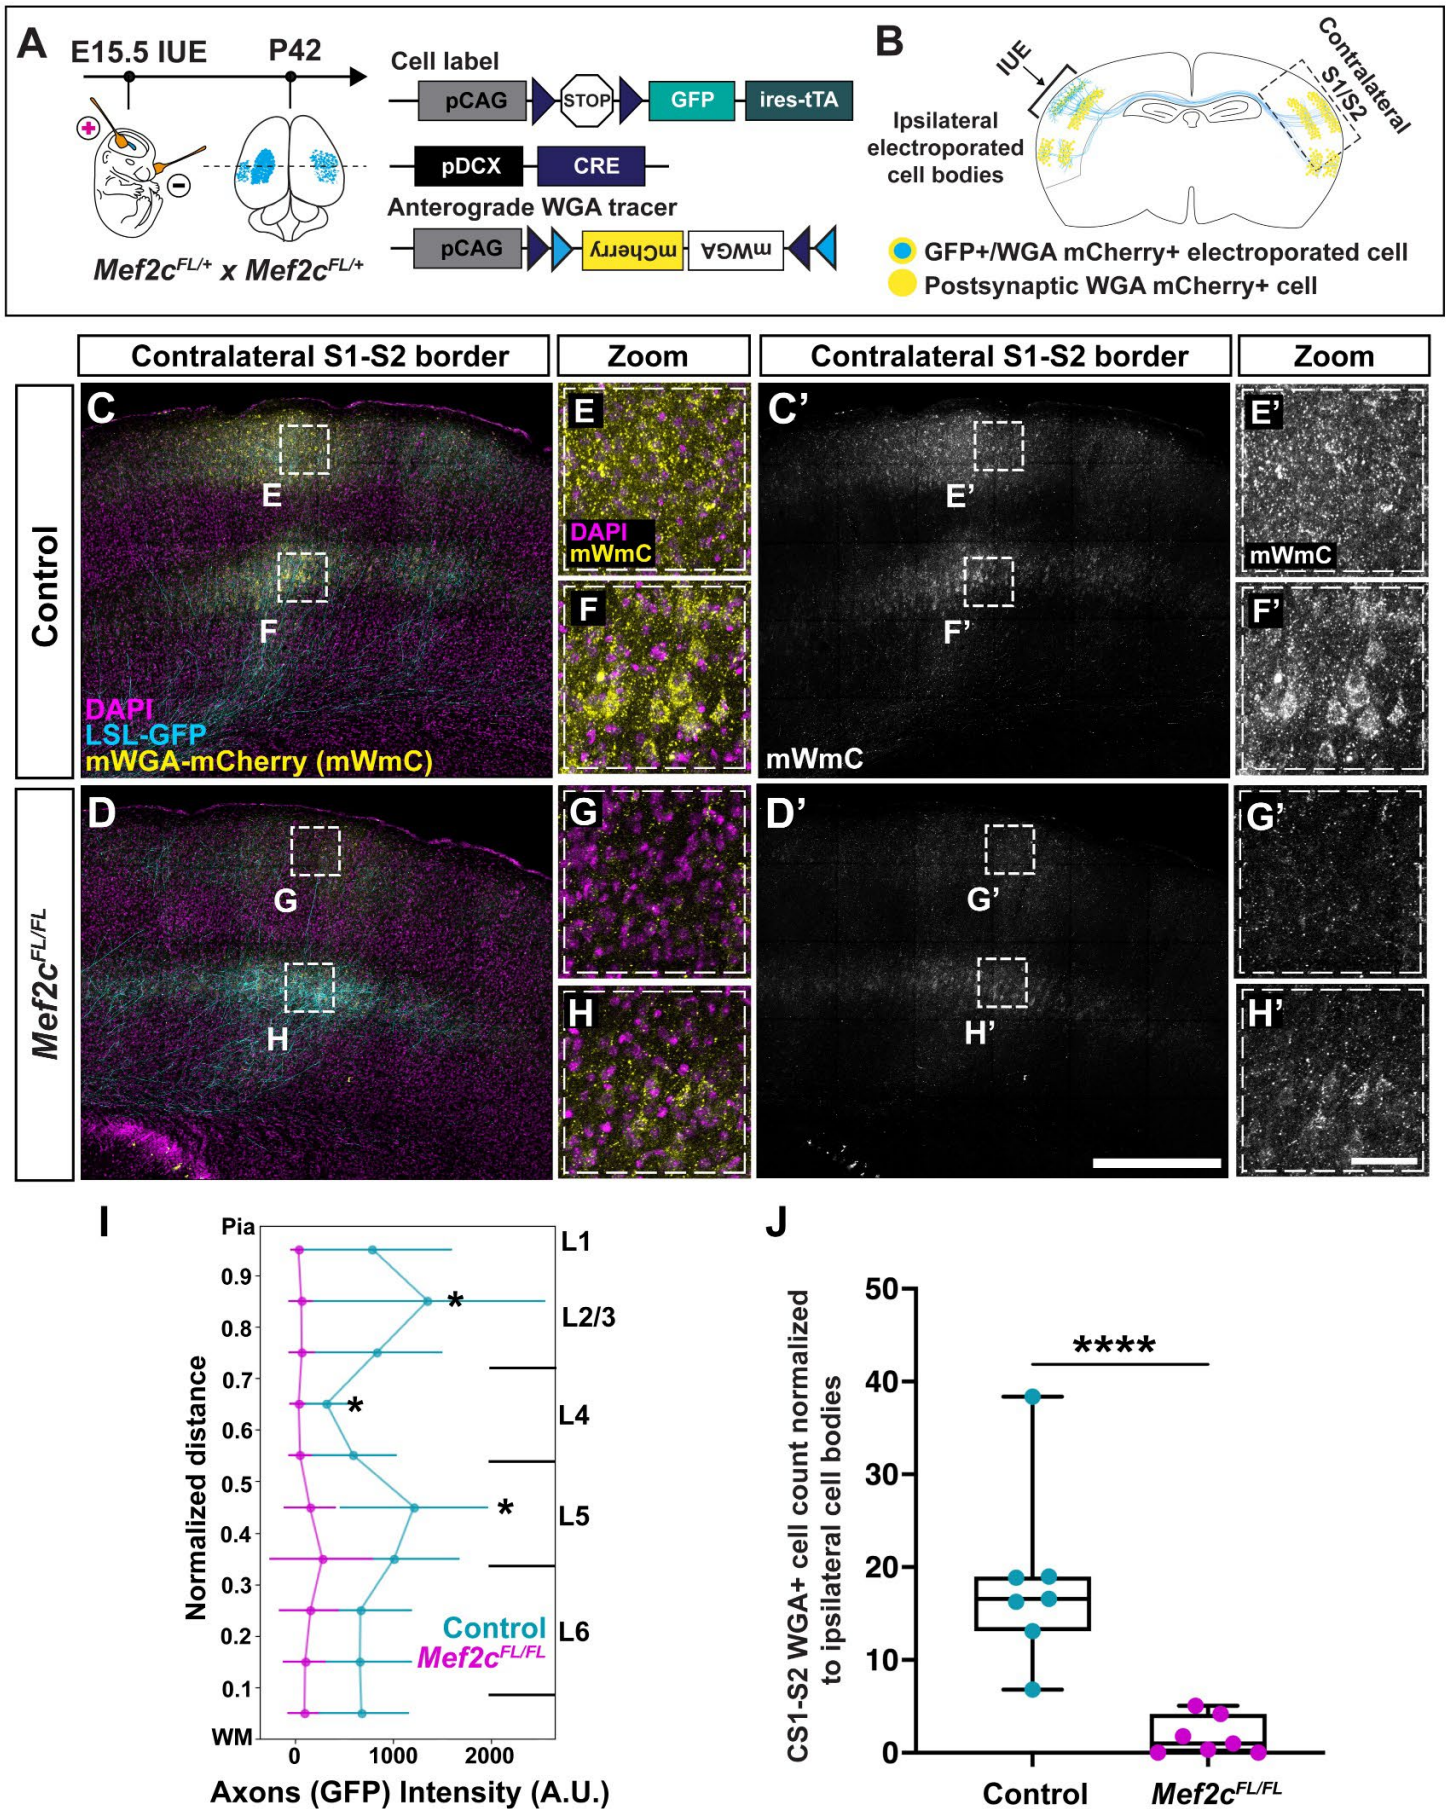 A
E15.5 IUE
P42
+
−
Mef2cFL/+ x Mef2cFL/+
Cell label
pCAG
STOP
GFP
ires-tTA
pDCX
CRE
Anterograde WGA tracer
pCAG
mCherry
mWGA
B
IUE
Contralateral
S1/S2
Ipsilateral
electroporated
cell bodies
GFP+/WGA mCherry+ electroporated cell
Postsynaptic WGA mCherry+ cell
Contralateral S1-S2 border
Zoom
Contralateral S1-S2 border
Zoom
Control
C
E
F
DAPI
LSL-GFP
mWGA-mCherry (mWmC)
E
DAPI
mWmC
F
C’
E’
F’
mWmC
E’
mWmC
F’
Mef2cFL/FL
D
G
H
G
H
D’
G’
H’
G’
H’
I
Pia
0.9
0.8
0.7
0.6
0.5
0.4
0.3
0.2
0.1
WM
Normalized distance
L1
L2/3
L4
L5
L6
*
*
*
Control
Mef2cFL/FL
0
1000
2000
Axons (GFP) Intensity (A.U.)
J
CS1-S2 WGA+ cell count normalized
to ipsilateral cell bodies
50
40
30
20
10
0
****
Control
Mef2cFL/FL